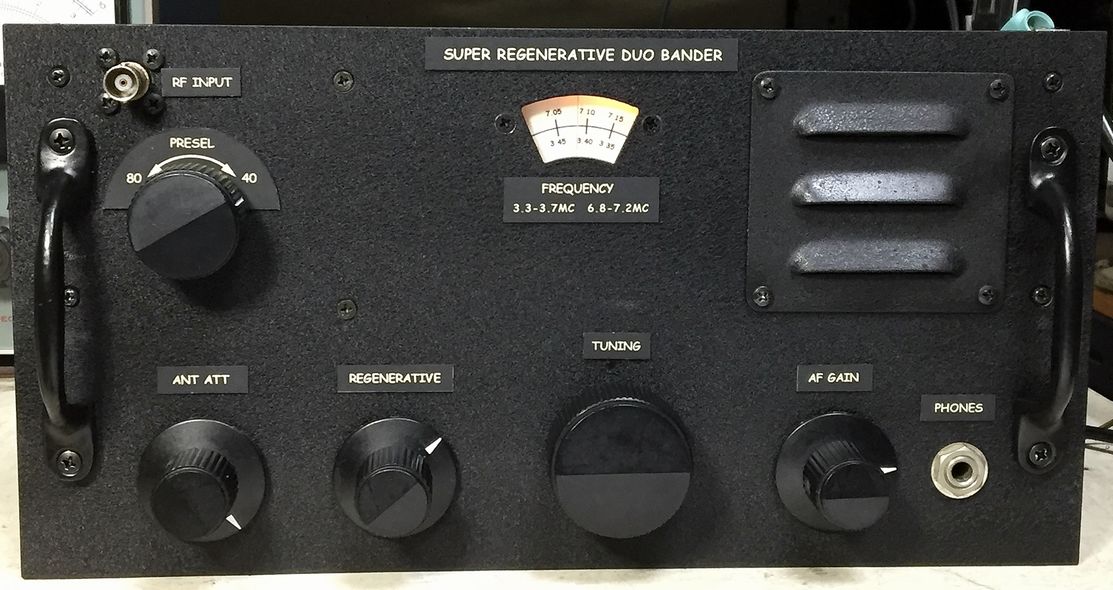 SUPER REGENERATIVE DUO BANDER
RF INPUT
PRESEL
80 40
7.05 7.10 7.15
3.45 3.40 3.35
FREQUENCY
3.3-3.7MC 6.8-7.2MC
TUNING
ANT ATT
REGENERATIVE
AF GAIN
PHONES